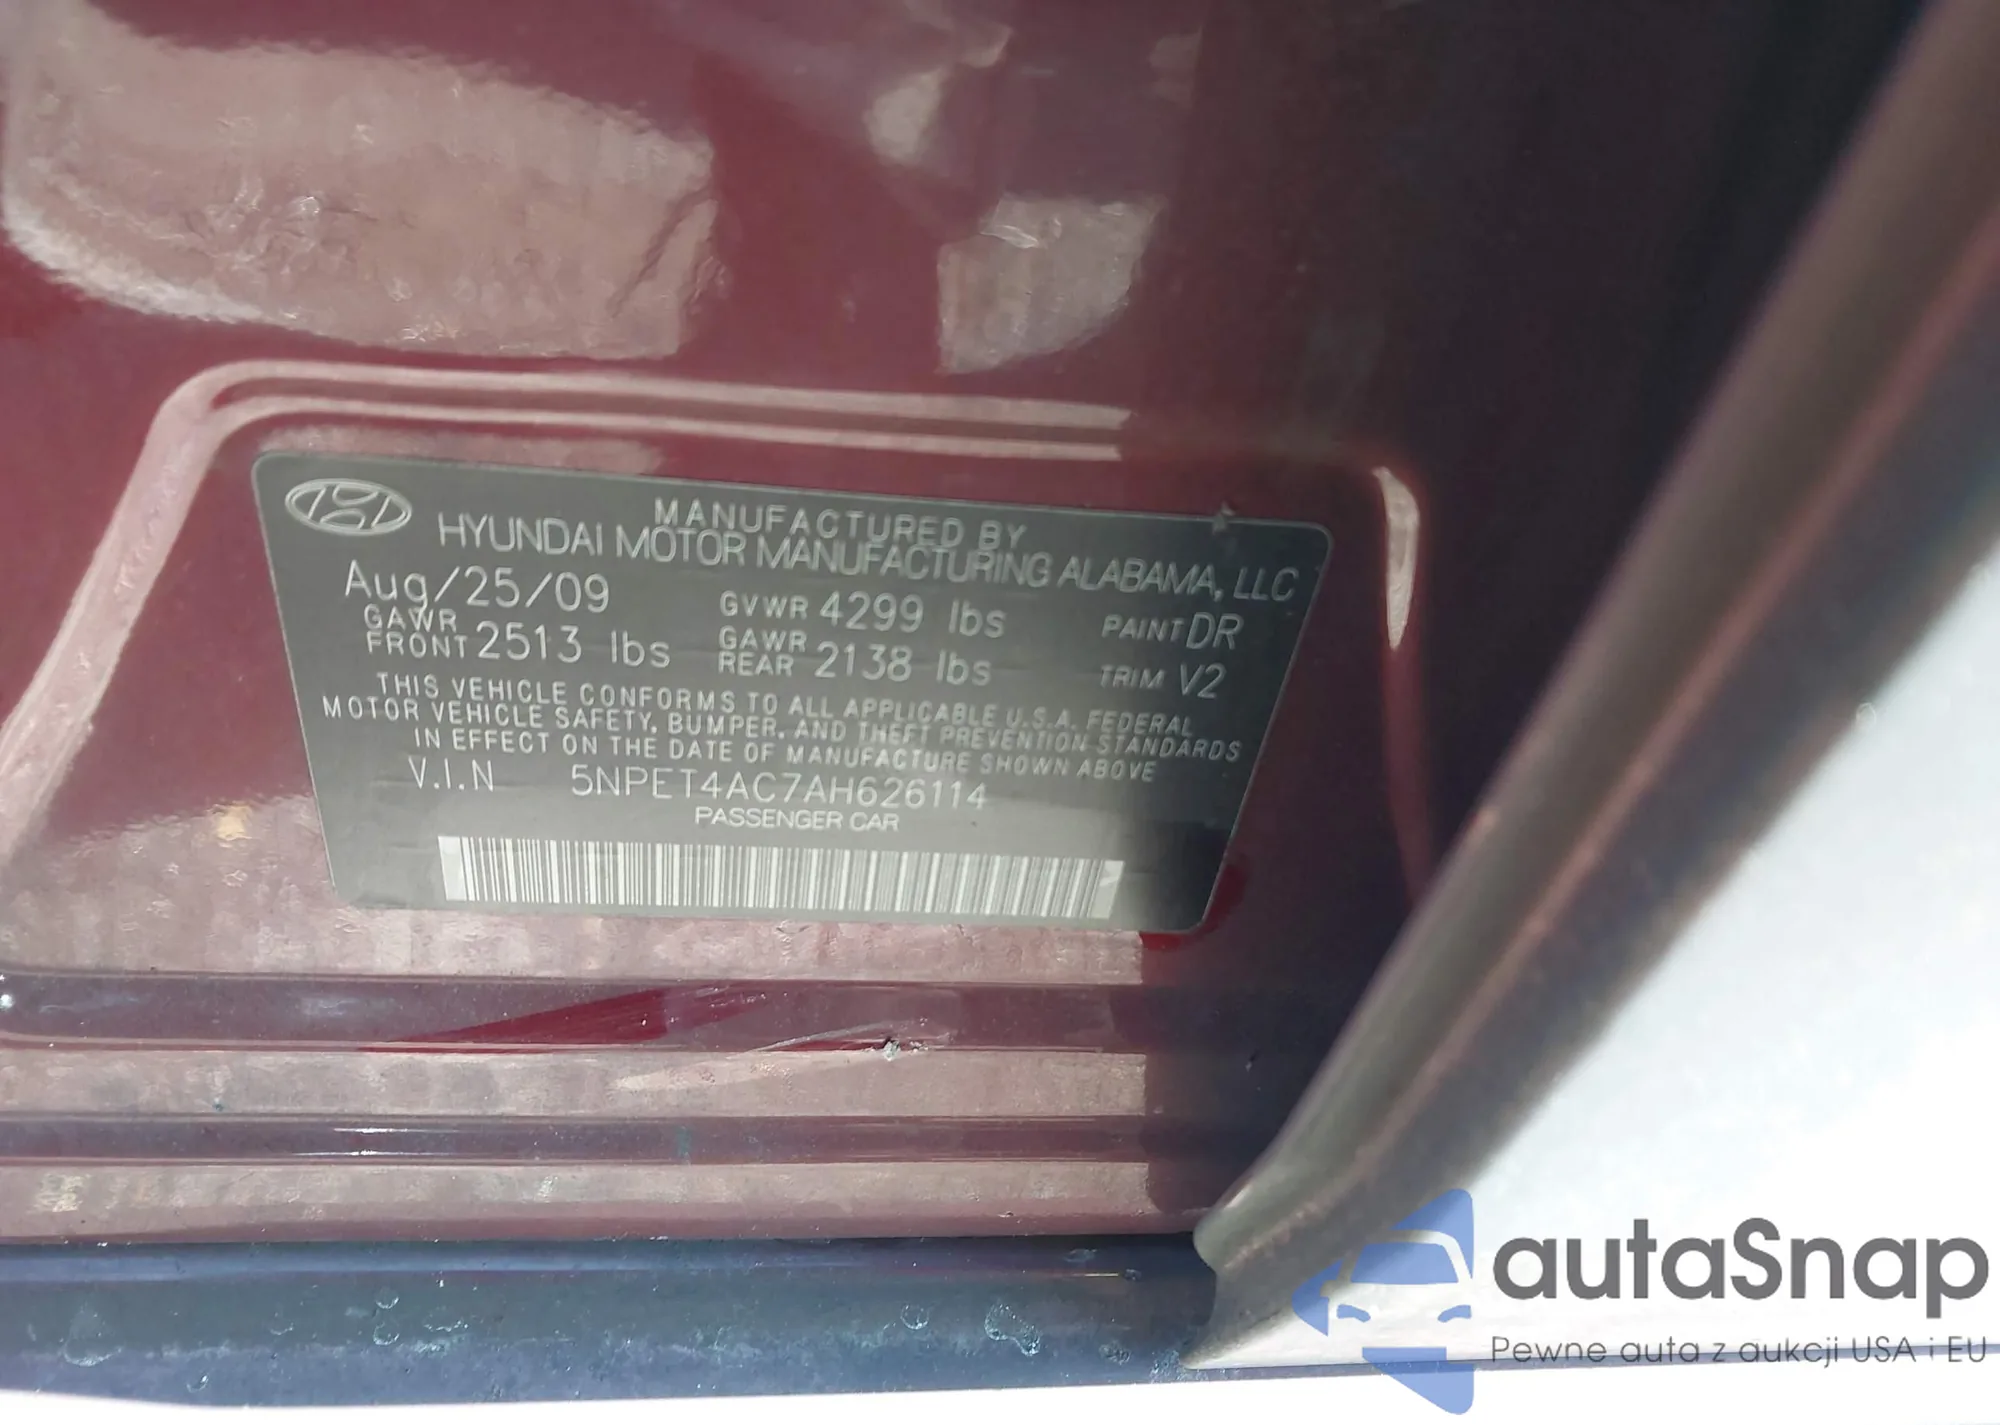 MANUFACTURED BY
HYUNDAI MOTOR MANUFACTURING ALABAMA, LLC
Aug/25/09 GVWR 4299 lbs PAINT DR
GAWR FRONT 2513 lbs GAWR REAR 2138 lbs TRIM V2
THIS VEHICLE CONFORMS TO ALL APPLICABLE U.S.A. FEDERAL
MOTOR VEHICLE SAFETY, BUMPER, AND THEFT PREVENTION STANDARDS
IN EFFECT ON THE DATE OF MANUFACTURE SHOWN ABOVE
V.I.N 5NPET4AC7AH626114
PASSENGER CAR
autaSnap
Pewne auta z aukcji USA i EU